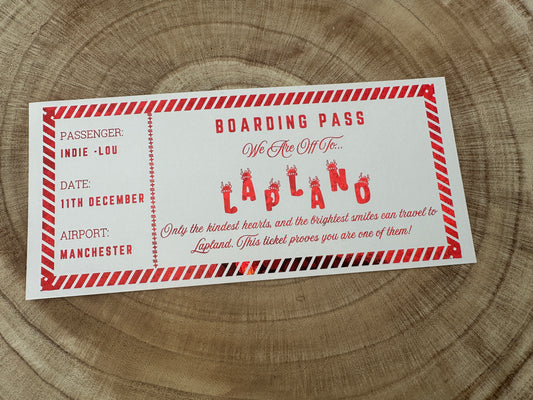 PASSENGER:
INDIE -LOU
DATE:
11TH DECEMBER
AIRPORT:
MANCHESTER
BOARDING PASS
We Are Off To...
LAPLAND
Only the kindest hearts, and the brightest smiles can travel to
Lapland. This ticket proves you are one of them!